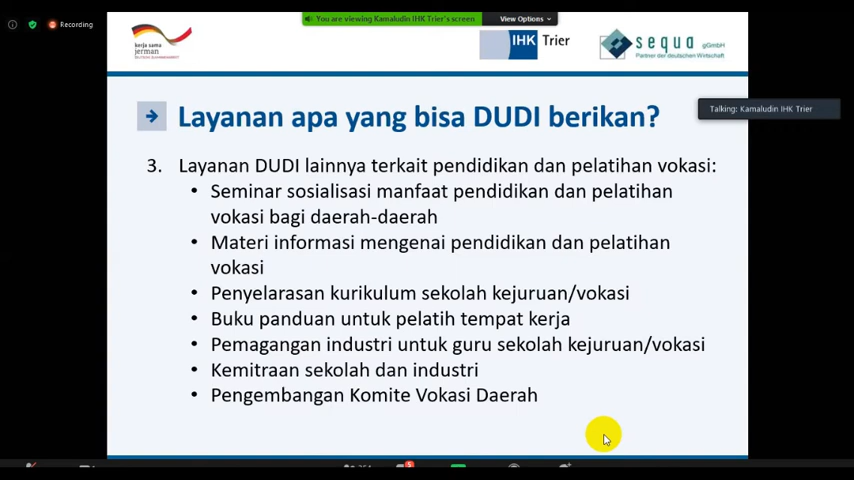 Recording
You are viewing Kamaludin IHK Trier's screen
View Options
kerja sama
jerman
IHK Trier
sequa gGmbH
Partner der deutschen Wirtschaft
Talking: Kamaludin IHK Trier
Layanan apa yang bisa DUDI berikan?
3. Layanan DUDI lainnya terkait pendidikan dan pelatihan vokasi:
• Seminar sosialisasi manfaat pendidikan dan pelatihan
vokasi bagi daerah-daerah
• Materi informasi mengenai pendidikan dan pelatihan
vokasi
• Penyelarasan kurikulum sekolah kejuruan/vokasi
• Buku panduan untuk pelatih tempat kerja
• Pemagangan industri untuk guru sekolah kejuruan/vokasi
• Kemitraan sekolah dan industri
• Pengembangan Komite Vokasi Daerah